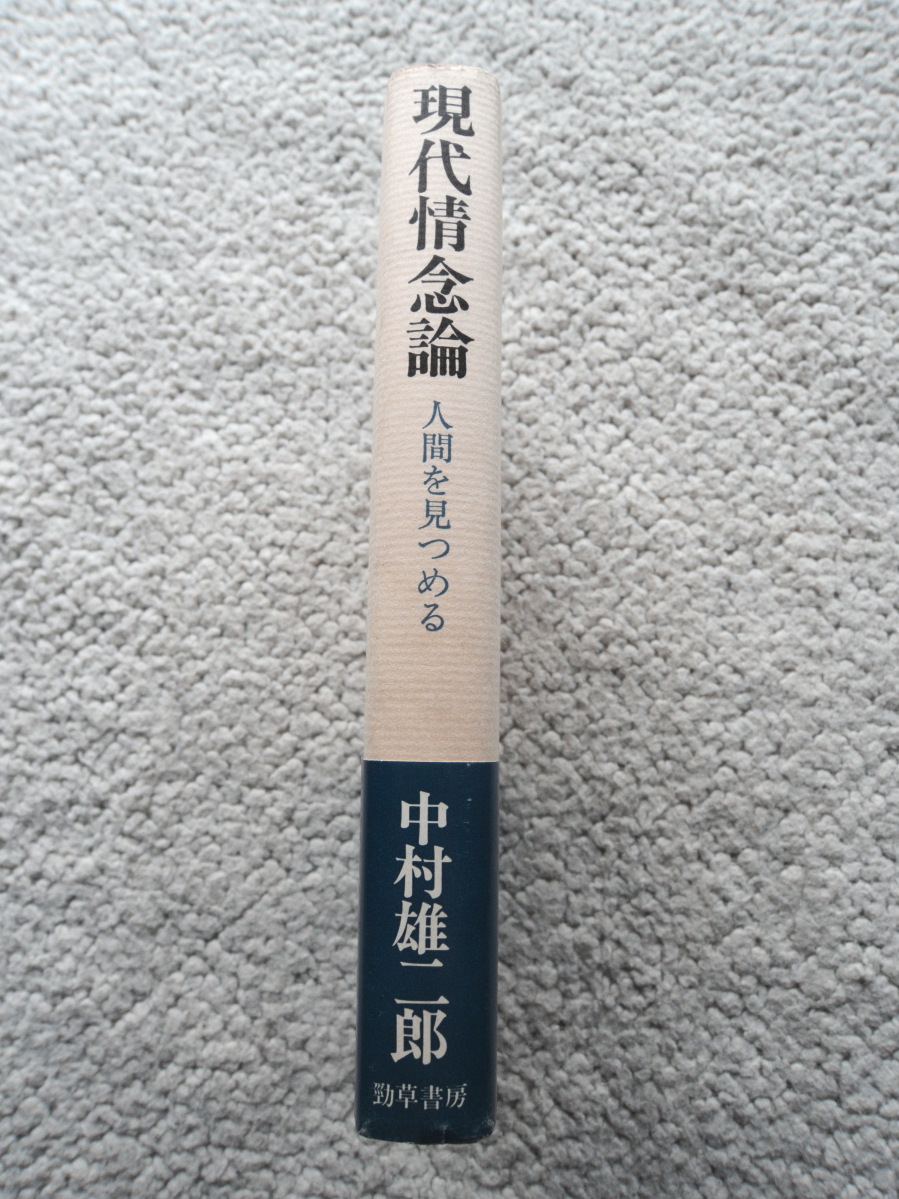 現代情念論
人間を見つめる
中村雄二郎
勁草書房